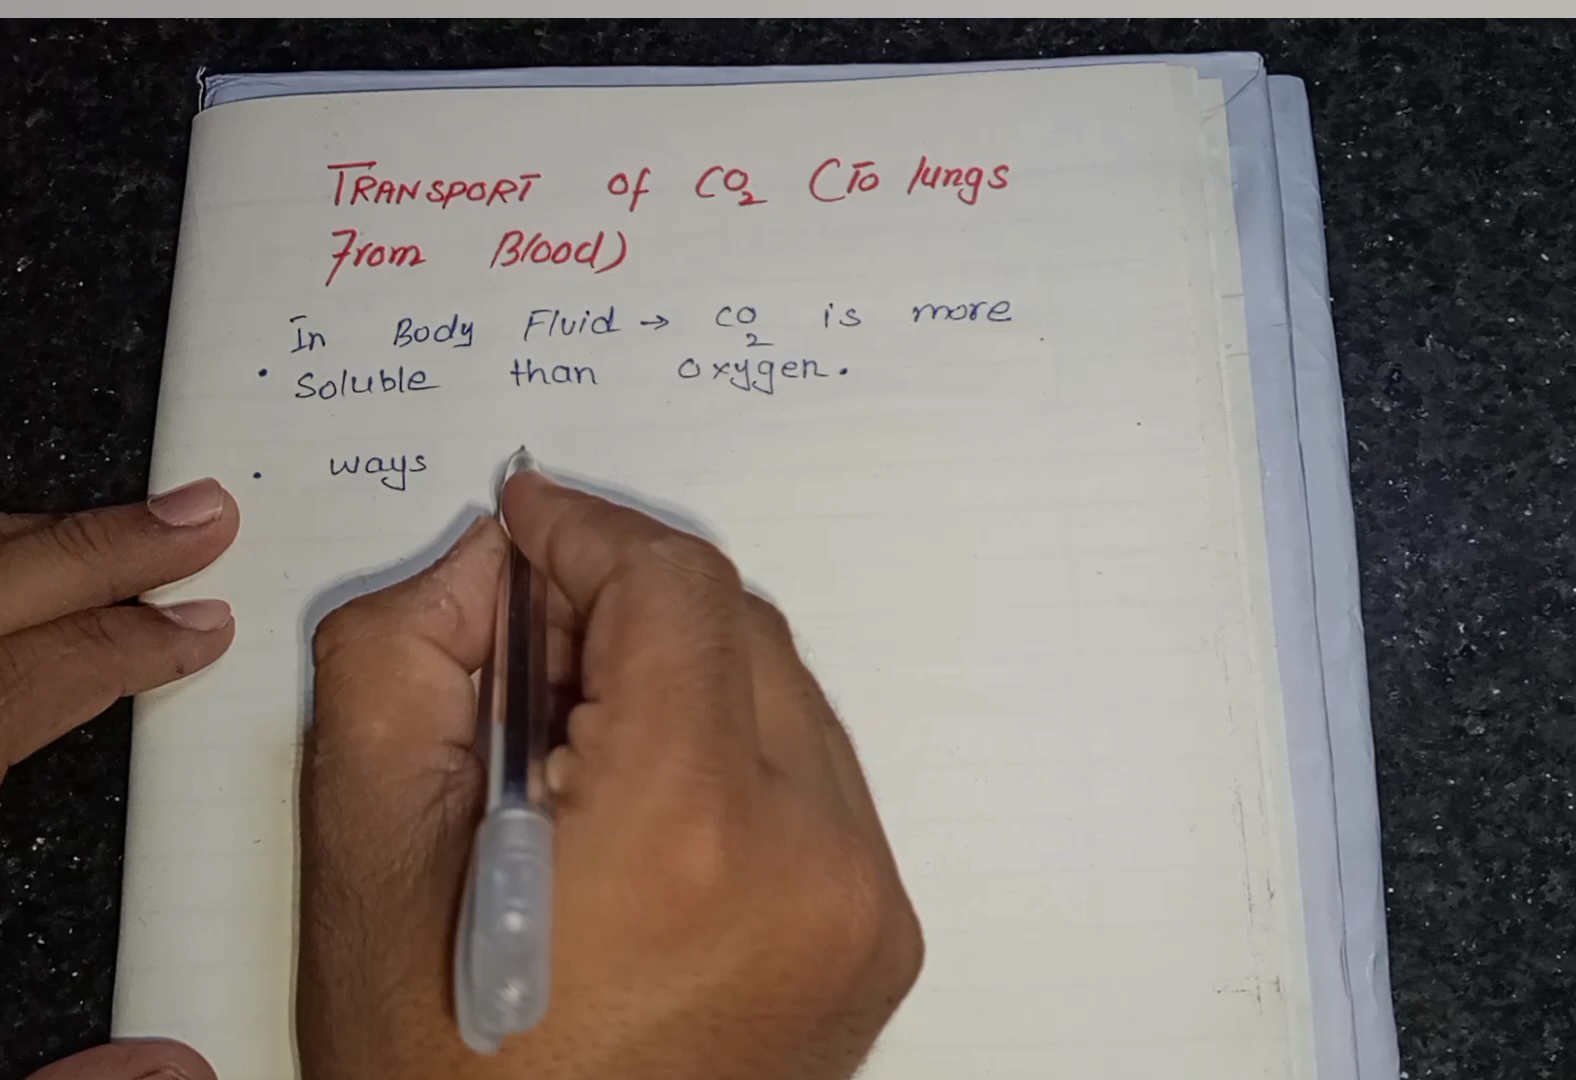 TRANSPORT of CO2 (To lungs
From Blood)
In Body Fluid → CO2 is more
• Soluble than Oxygen.
• ways